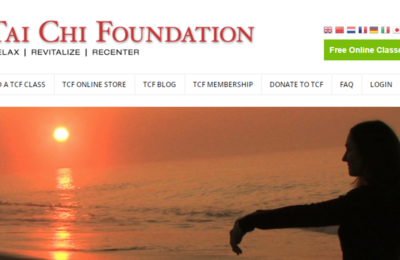 TAI CHI FOUNDATION
RELAX | REVITALIZE | RECENTER
Free Online Classe
D A TCF CLASS TCF ONLINE STORE TCF BLOG TCF MEMBERSHIP DONATE TO TCF FAQ LOGIN